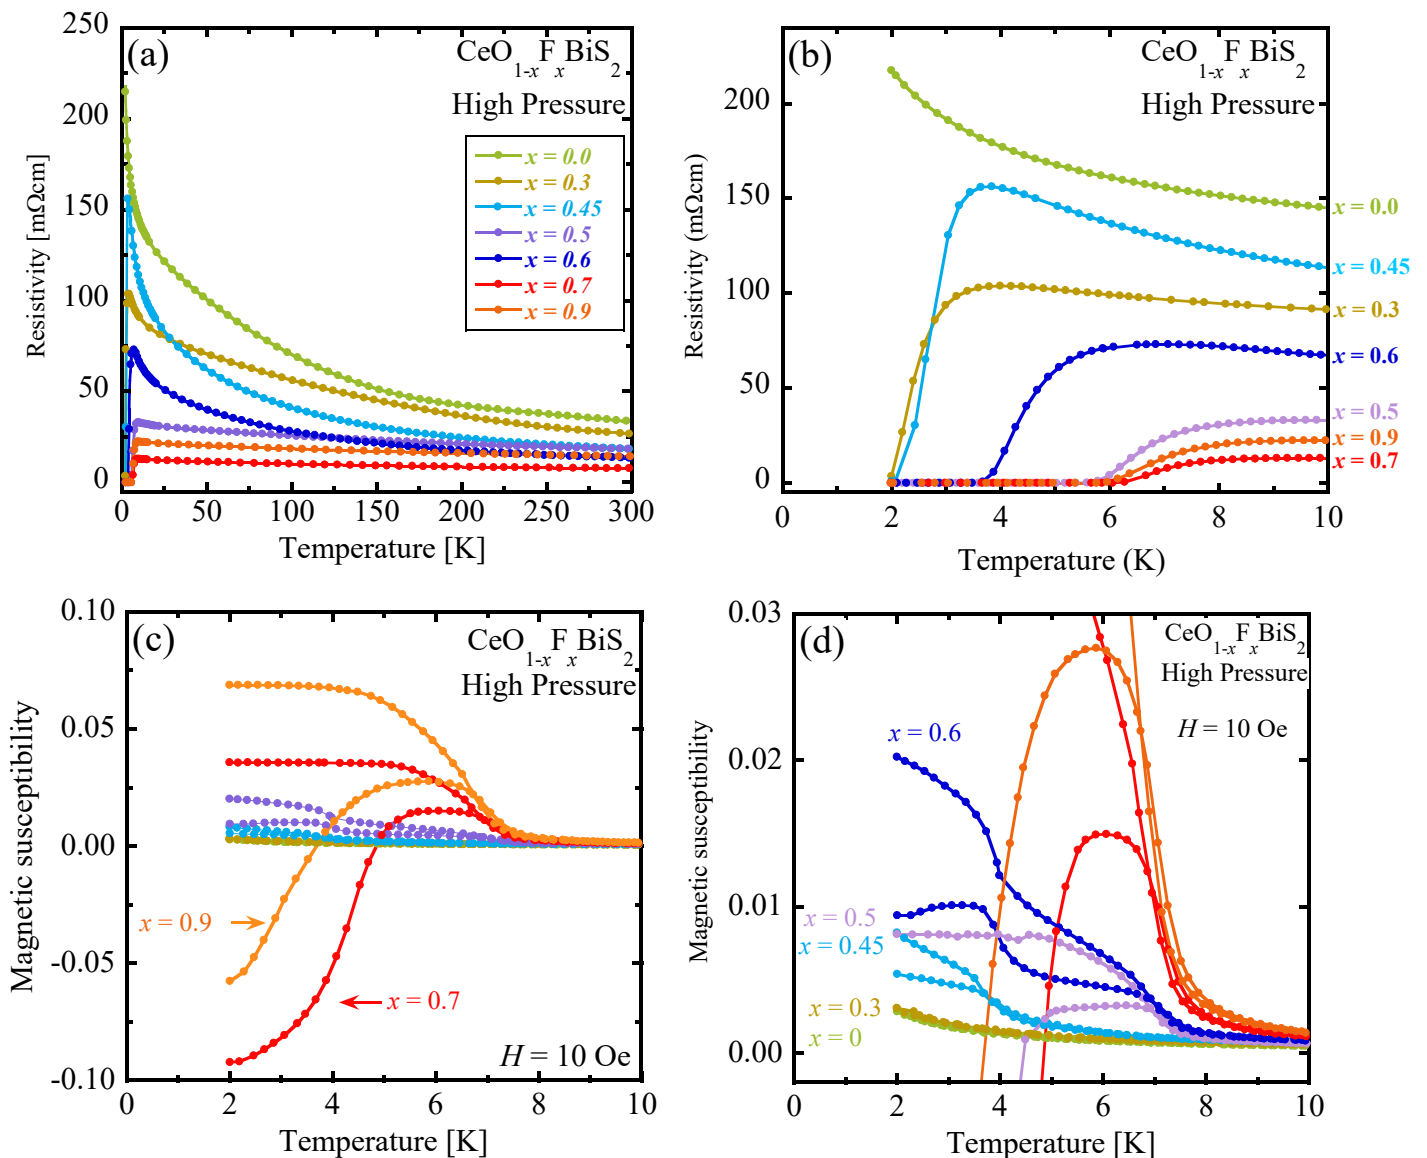 (a)
CeO1-xFxBiS2
High Pressure
x = 0.0
x = 0.3
x = 0.45
x = 0.5
x = 0.6
x = 0.7
x = 0.9
250
200
150
100
50
0
Resistivity [mΩcm]
0 50 100 150 200 250 300
Temperature [K]
(b)
CeO1-xFxBiS2
High Pressure
200
150
100
50
0
Resistivity (mΩcm)
x = 0.0
x = 0.45
x = 0.3
x = 0.6
x = 0.5
x = 0.9
x = 0.7
0 2 4 6 8 10
Temperature (K)
(c)
CeO1-xFxBiS2
High Pressure
0.10
0.05
0.00
-0.05
-0.10
Magnetic susceptibility
x = 0.9
x = 0.7
H = 10 Oe
0 2 4 6 8 10
Temperature [K]
(d)
CeO1-xFxBiS2
High Pressure
H = 10 Oe
0.03
0.02
0.01
0.00
Magnetic susceptibility
x = 0.6
x = 0.5
x = 0.45
x = 0.3
x = 0
0 2 4 6 8 10
Temperature [K]